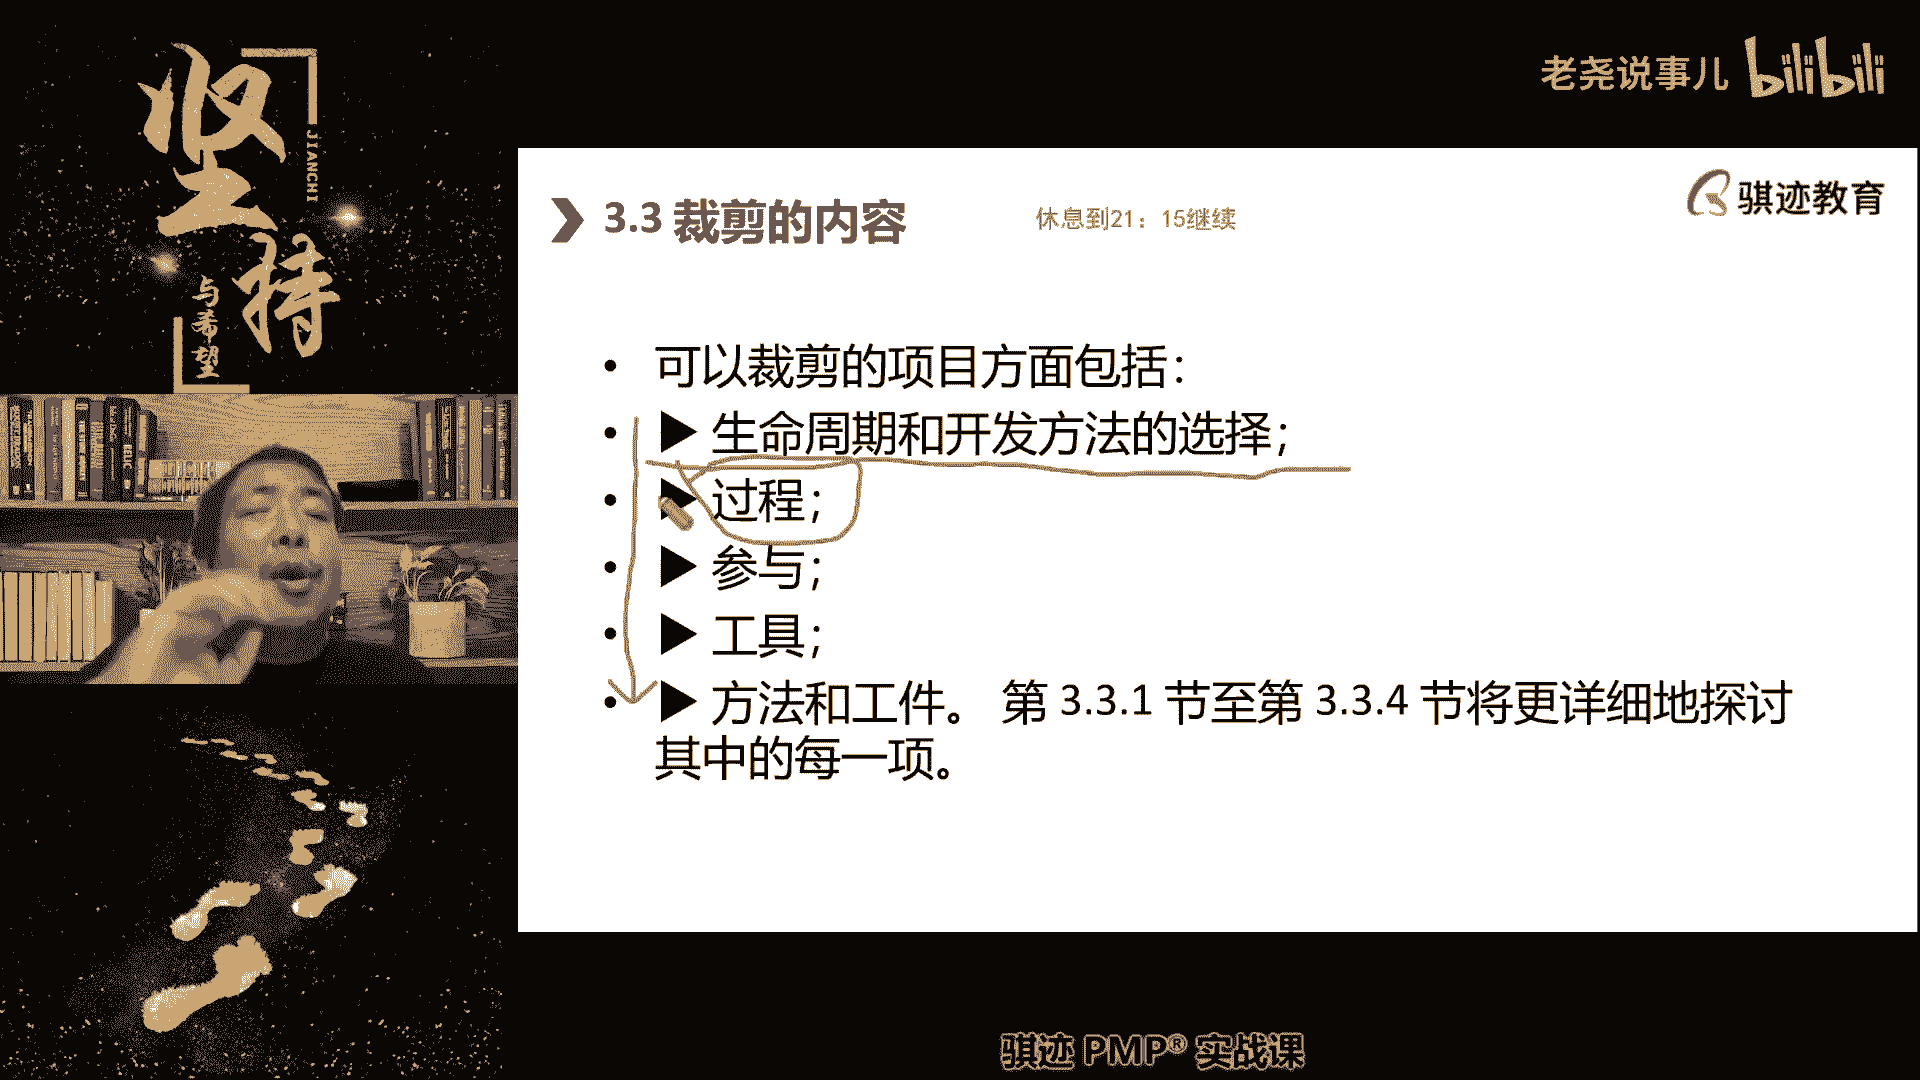 坚持
JIANCHI
与希望
老尧说事儿 bilibili
骐迹教育
3.3 裁剪的内容
休息到21：15继续
• 可以裁剪的项目方面包括：
• ▶ 生命周期和开发方法的选择；
• ▶ 过程；
• ▶ 参与；
• ▶ 工具；
• ▶ 方法和工件。 第 3.3.1 节至第 3.3.4 节将更详细地探讨
其中的每一项。
骐迹 PMP® 实战课